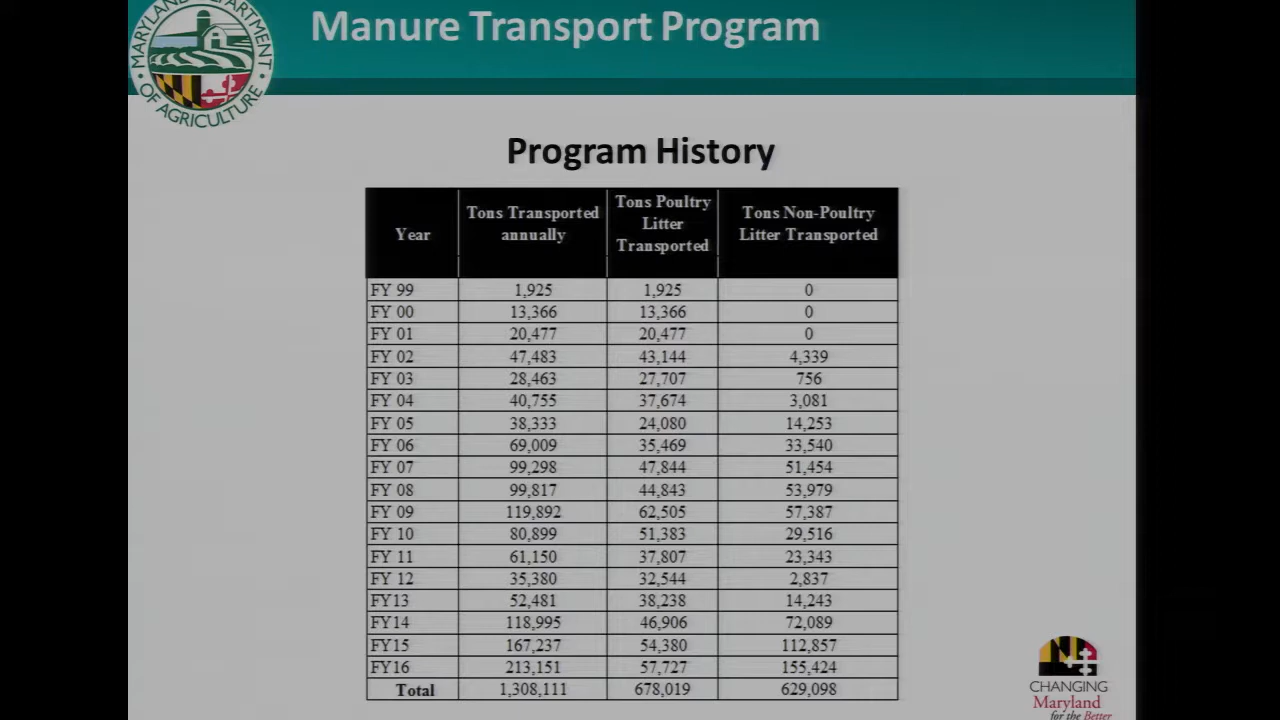 MARYLAND DEPARTMENT
OF AGRICULTURE
Manure Transport Program
Program History
Year Tons Transported annually Tons Poultry Litter Transported Tons Non-Poultry Litter Transported
FY 99 1,925 1,925 0
FY 00 13,366 13,366 0
FY 01 20,477 20,477 0
FY 02 47,483 43,144 4,339
FY 03 28,463 27,707 756
FY 04 40,755 37,674 3,081
FY 05 38,333 24,080 14,253
FY 06 69,009 35,469 33,540
FY 07 99,298 47,844 51,454
FY 08 99,817 44,843 53,979
FY 09 119,892 62,505 57,387
FY 10 80,899 51,383 29,516
FY 11 61,150 37,807 23,343
FY 12 35,380 32,544 2,837
FY13 52,481 38,238 14,243
FY14 118,995 46,906 72,089
FY15 167,237 54,380 112,857
FY16 213,151 57,727 155,424
Total 1,308,111 678,019 629,098
CHANGING
Maryland
for the Better